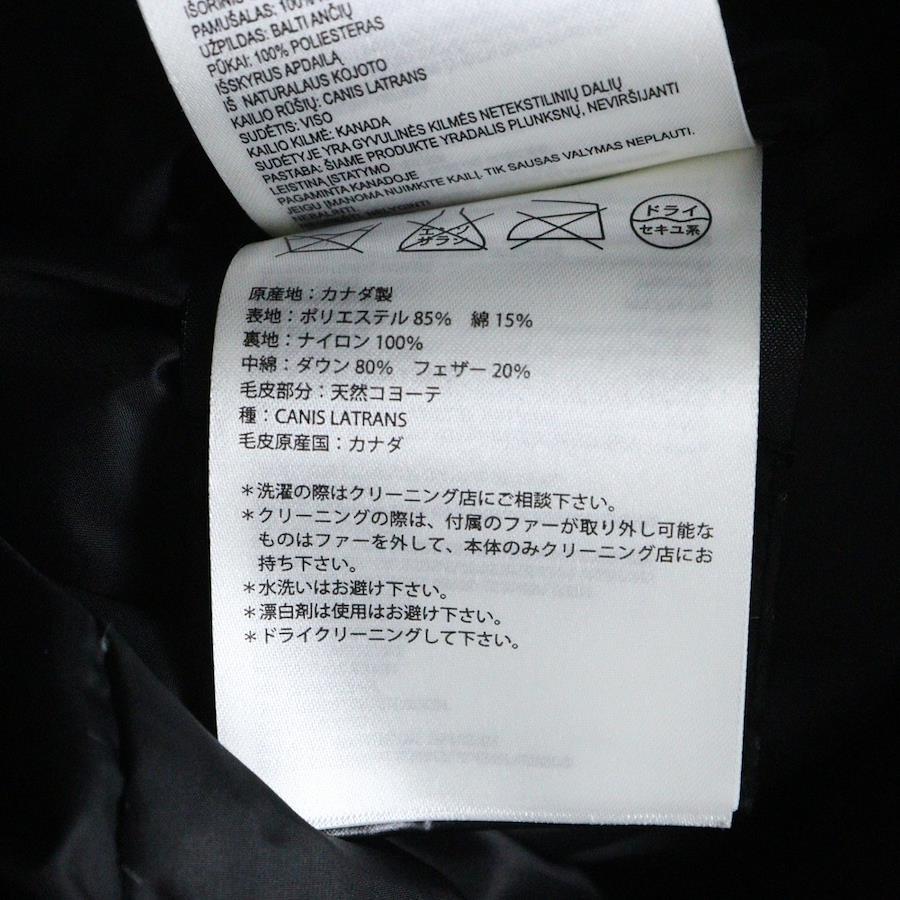 IŠORINIS
PAMUŠALAS: 100%
UŽPILDAS: BALTI ANČIŲ
PŪKAI: 100% POLIESTERAS
IŠSKYRUS APDAILĄ
IŠ NATURALAUS KOJOTO
KAILIO RŪŠIŲ: CANIS LATRANS
SUDĖTIS: VISO
KAILIO KILMĖ: KANADA
SUDĖTYJE YRA GYVULINĖS KILMĖS NETEKSTILINIŲ DALIŲ
PASTABA: ŠIAME PRODUKTE YRADALIS PLUNKSNŲ, NEVIRŠIJANTI
LEISTINĄ ĮSTATYMO
PAGAMINTA KANADOJE
JEIGU ĮMANOMA NUIMKITE KAILĮ, TIK SAUSAS VALYMAS NEPLAUTI.
NEBALINTI
エンソ
サラシ
ドライ
セキユ系
原産地：カナダ製
表地：ポリエステル 85%　綿 15%
裏地：ナイロン 100%
中綿：ダウン 80%　フェザー 20%
毛皮部分：天然コヨーテ
種：CANIS LATRANS
毛皮原産国：カナダ
＊洗濯の際はクリーニング店にご相談下さい。
＊クリーニングの際は、付属のファーが取り外し可能な
ものはファーを外して、本体のみクリーニング店にお
持ち下さい。
＊水洗いはお避け下さい。
＊漂白剤は使用はお避け下さい。
＊ドライクリーニングして下さい。